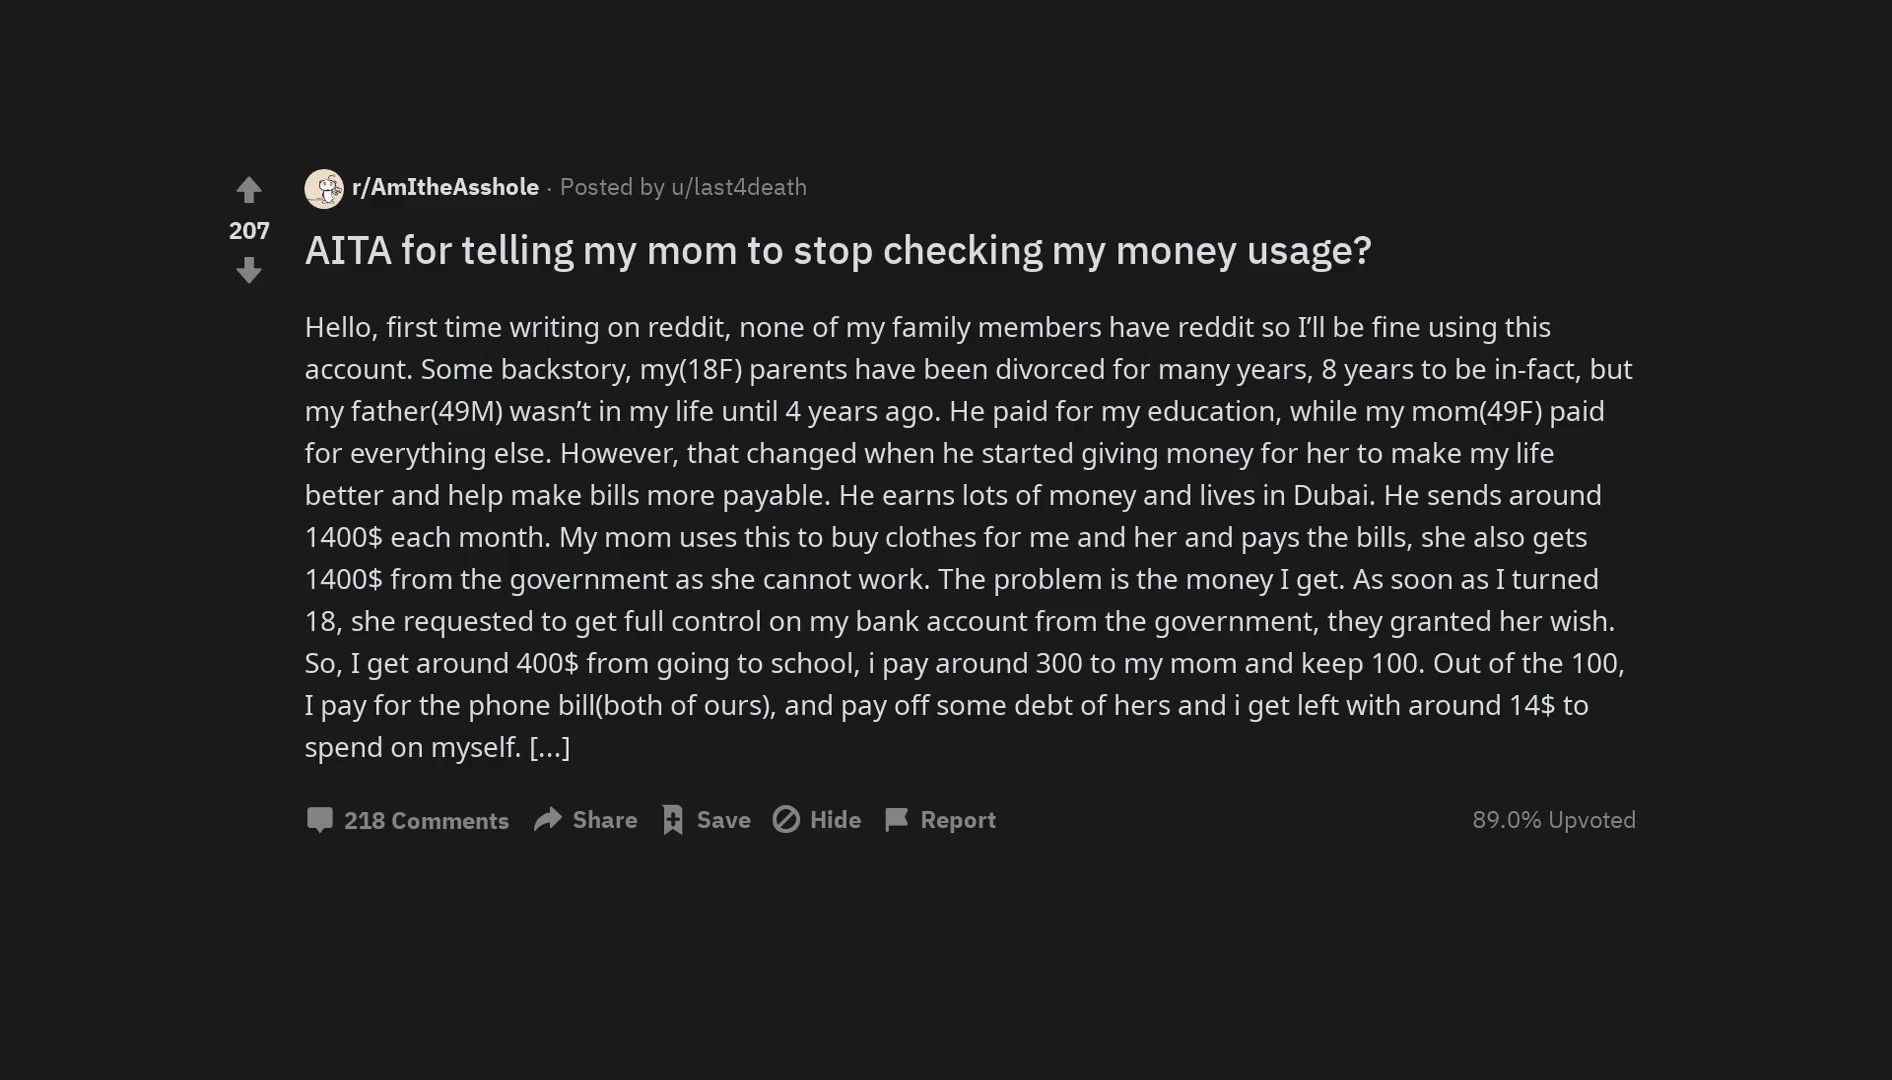 r/AmItheAsshole · Posted by u/last4death
207
AITA for telling my mom to stop checking my money usage?
Hello, first time writing on reddit, none of my family members have reddit so I’ll be fine using this
account. Some backstory, my(18F) parents have been divorced for many years, 8 years to be in-fact, but
my father(49M) wasn’t in my life until 4 years ago. He paid for my education, while my mom(49F) paid
for everything else. However, that changed when he started giving money for her to make my life
better and help make bills more payable. He earns lots of money and lives in Dubai. He sends around
1400$ each month. My mom uses this to buy clothes for me and her and pays the bills, she also gets
1400$ from the government as she cannot work. The problem is the money I get. As soon as I turned
18, she requested to get full control on my bank account from the government, they granted her wish.
So, I get around 400$ from going to school, i pay around 300 to my mom and keep 100. Out of the 100,
I pay for the phone bill(both of ours), and pay off some debt of hers and i get left with around 14$ to
spend on myself. [...]
218 Comments Share Save Hide Report 89.0% Upvoted